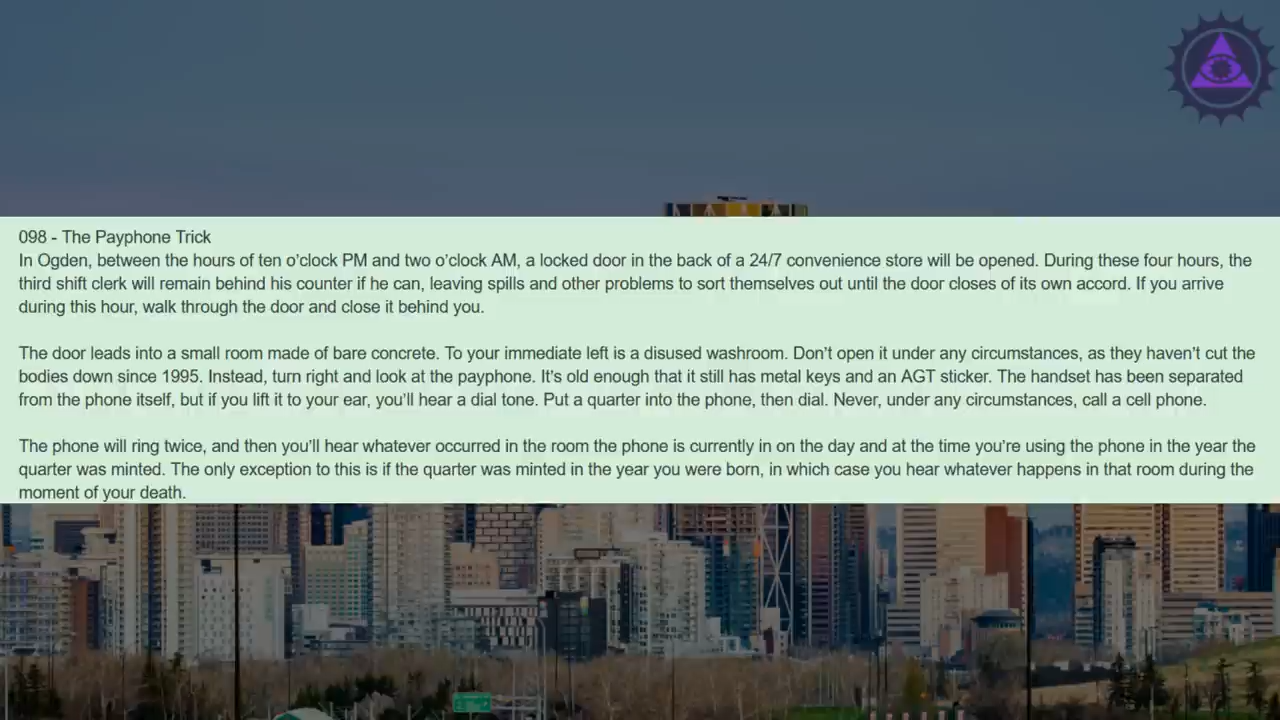 098 - The Payphone Trick
In Ogden, between the hours of ten o’clock PM and two o’clock AM, a locked door in the back of a 24/7 convenience store will be opened. During these four hours, the
third shift clerk will remain behind his counter if he can, leaving spills and other problems to sort themselves out until the door closes of its own accord. If you arrive
during this hour, walk through the door and close it behind you.
The door leads into a small room made of bare concrete. To your immediate left is a disused washroom. Don’t open it under any circumstances, as they haven’t cut the
bodies down since 1995. Instead, turn right and look at the payphone. It’s old enough that it still has metal keys and an AGT sticker. The handset has been separated
from the phone itself, but if you lift it to your ear, you’ll hear a dial tone. Put a quarter into the phone, then dial. Never, under any circumstances, call a cell phone.
The phone will ring twice, and then you’ll hear whatever occurred in the room the phone is currently in on the day and at the time you’re using the phone in the year the
quarter was minted. The only exception to this is if the quarter was minted in the year you were born, in which case you hear whatever happens in that room during the
moment of your death.